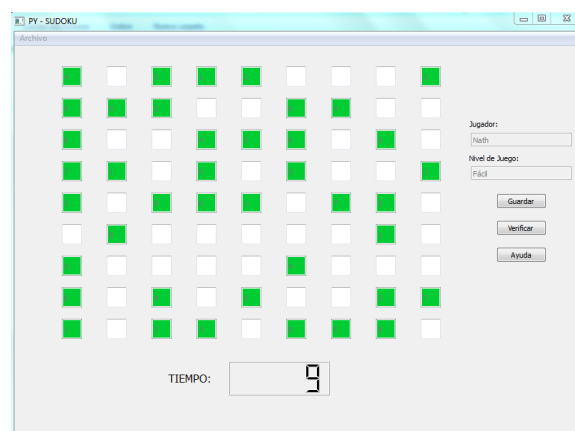 PY - SUDOKU
Archivo
Jugador:
Nath
Nivel de Juego:
Fácil
Guardar
Verificar
Ayuda
TIEMPO:
9